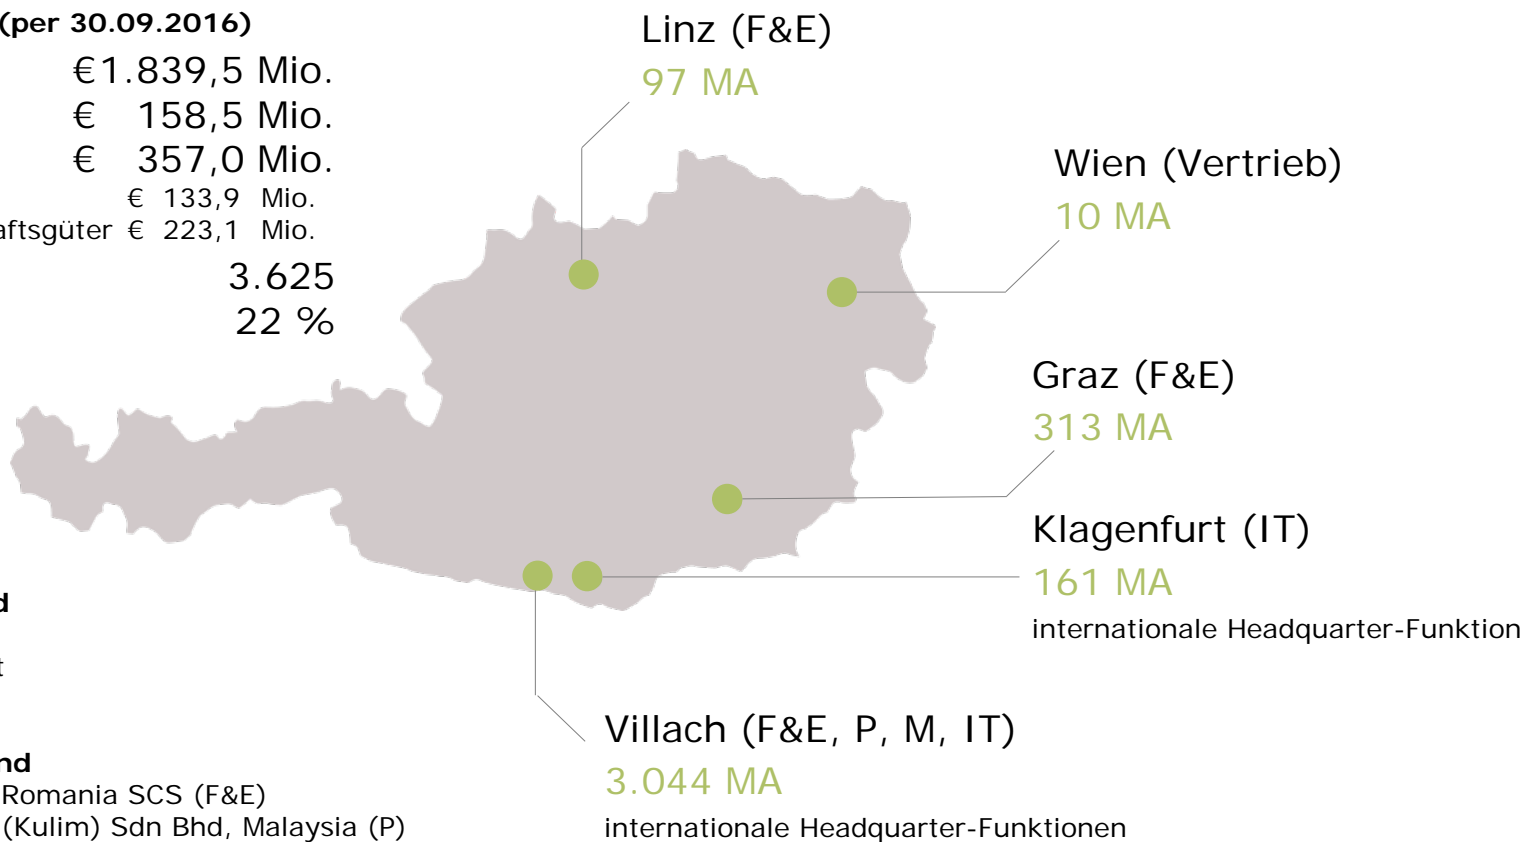 (per 30.09.2016)
€1.839,5 Mio.
€ 158,5 Mio.
€ 357,0 Mio.
€ 133,9 Mio.
aftsgüter € 223,1 Mio.
3.625
22 %
Linz (F&E)
97 MA
Wien (Vertrieb)
10 MA
Graz (F&E)
313 MA
Klagenfurt (IT)
161 MA
internationale Headquarter-Funktion
Villach (F&E, P, M, IT)
3.044 MA
internationale Headquarter-Funktionen
d
t
nd
Romania SCS (F&E)
(Kulim) Sdn Bhd, Malaysia (P)